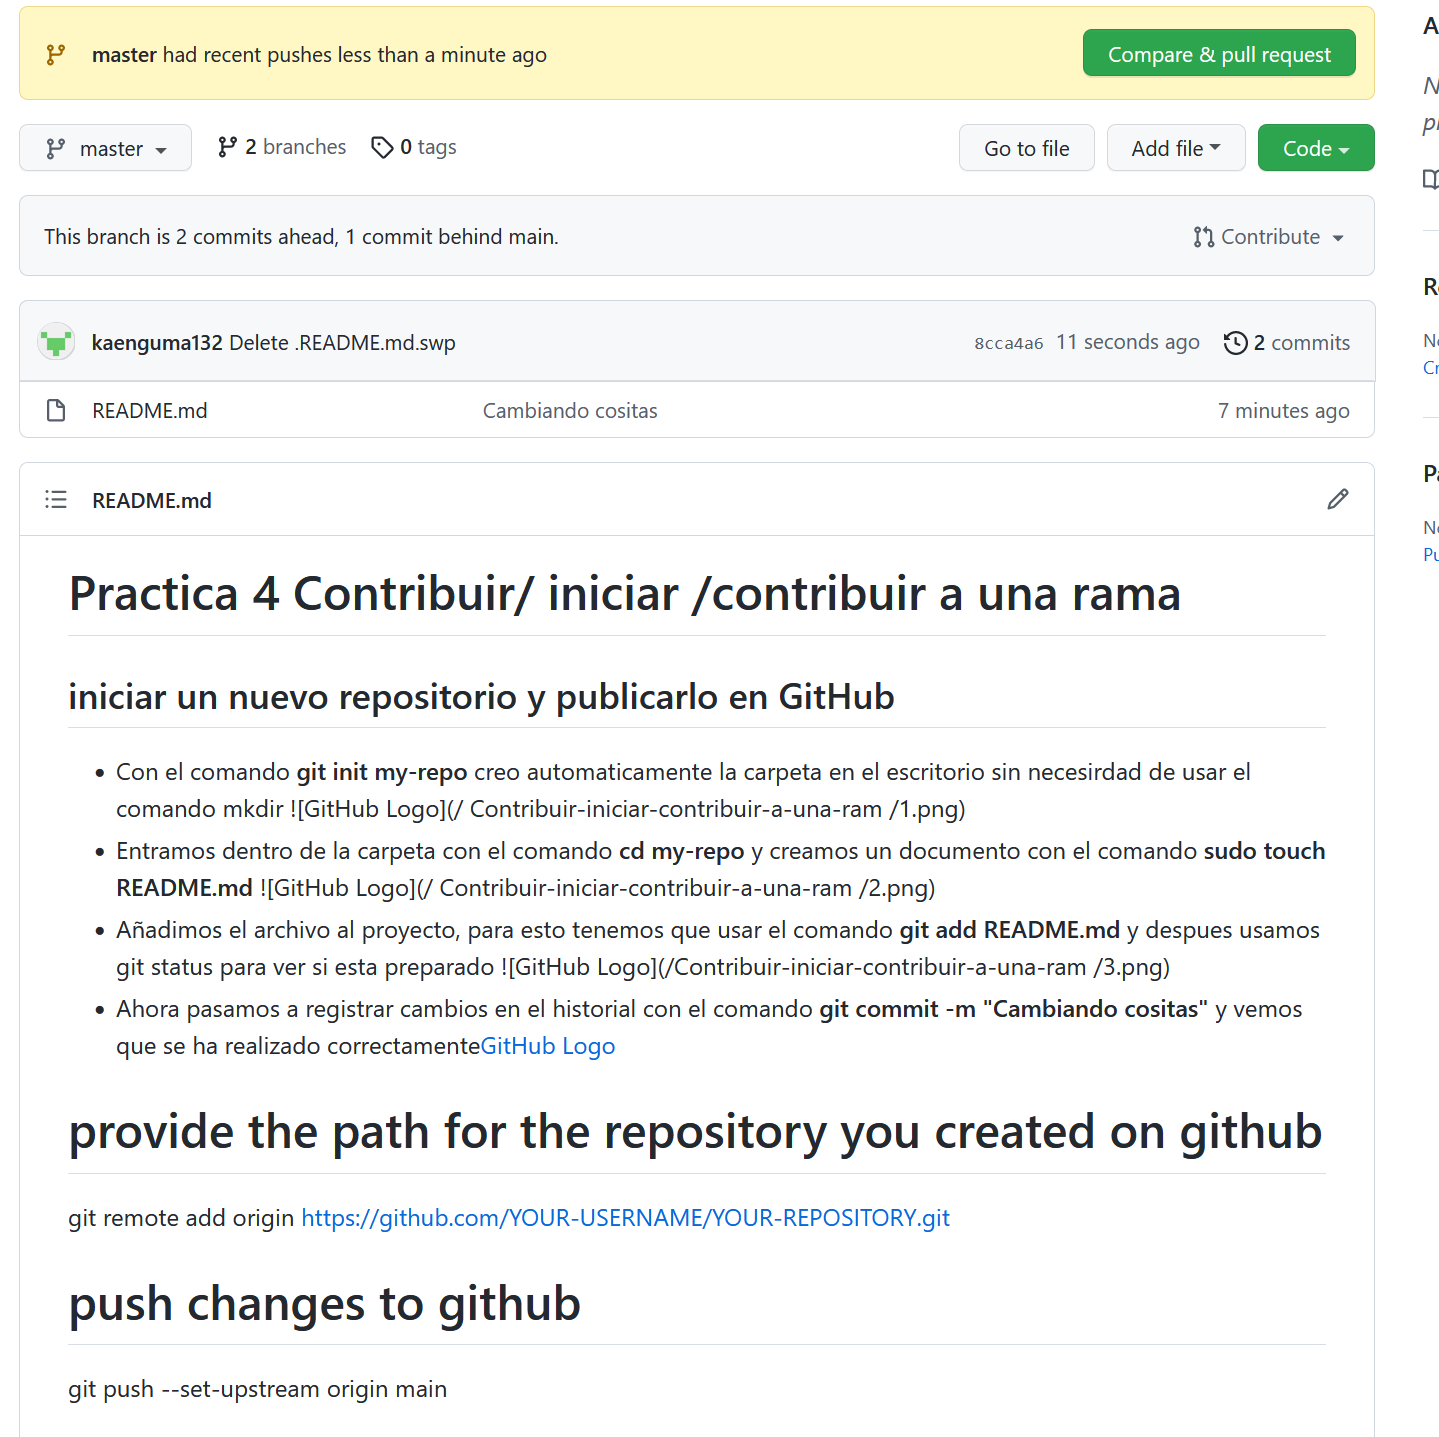 master had recent pushes less than a minute ago
Compare & pull request
master
2 branches
0 tags
Go to file
Add file
Code
This branch is 2 commits ahead, 1 commit behind main.
Contribute
kaenguma132 Delete .README.md.swp
8cca4a6 11 seconds ago
2 commits
README.md
Cambiando cositas
7 minutes ago
README.md
Practica 4 Contribuir/ iniciar /contribuir a una rama
iniciar un nuevo repositorio y publicarlo en GitHub
Con el comando git init my-repo creo automaticamente la carpeta en el escritorio sin necesirdad de usar el
comando mkdir ![GitHub Logo](/ Contribuir-iniciar-contribuir-a-una-ram /1.png)
Entramos dentro de la carpeta con el comando cd my-repo y creamos un documento con el comando sudo touch
README.md ![GitHub Logo](/ Contribuir-iniciar-contribuir-a-una-ram /2.png)
Añadimos el archivo al proyecto, para esto tenemos que usar el comando git add README.md y despues usamos
git status para ver si esta preparado ![GitHub Logo](/Contribuir-iniciar-contribuir-a-una-ram /3.png)
Ahora pasamos a registrar cambios en el historial con el comando git commit -m "Cambiando cositas" y vemos
que se ha realizado correctamenteGitHub Logo
provide the path for the repository you created on github
git remote add origin https://github.com/YOUR-USERNAME/YOUR-REPOSITORY.git
push changes to github
git push --set-upstream origin main